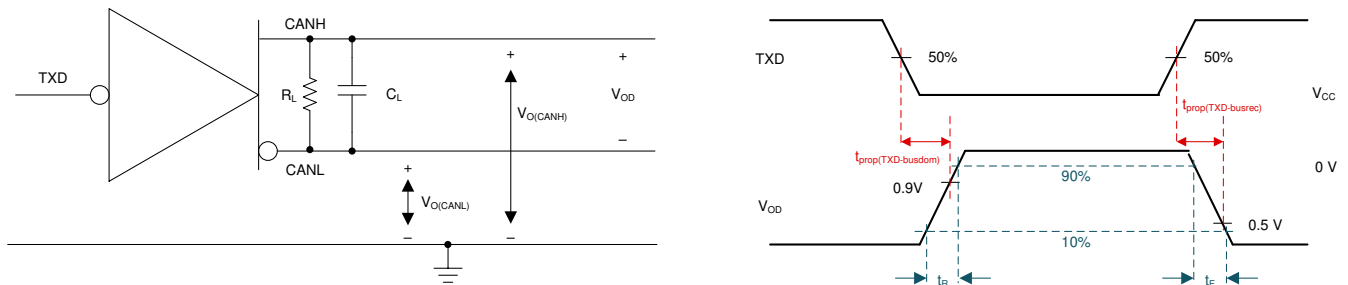 CANH
TXD
RL
CL
CANL
+
–
VO(CANL)
+
–
VO(CANH)
+
VOD
–
TXD
50%
50%
VCC
tprop(TXD-busdom)
tprop(TXD-busrec)
0 V
VOD
0.9V
90%
10%
0.5 V
tR
tF